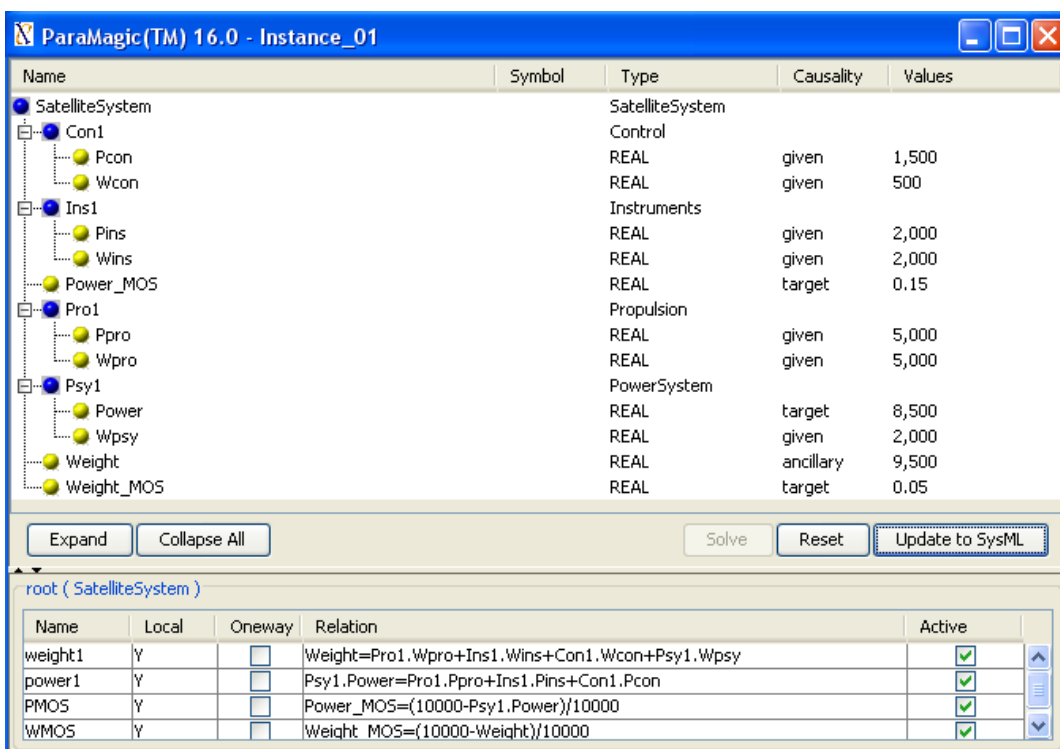 ParaMagic(TM) 16.0 - Instance_01
Name Symbol Type Causality Values
SatelliteSystem SatelliteSystem
Con1 Control
Pcon REAL given 1,500
Wcon REAL given 500
Ins1 Instruments
Pins REAL given 2,000
Wins REAL given 2,000
Power_MOS REAL target 0.15
Pro1 Propulsion
Ppro REAL given 5,000
Wpro REAL given 5,000
Psy1 PowerSystem
Power REAL target 8,500
Wpsy REAL given 2,000
Weight REAL ancillary 9,500
Weight_MOS REAL target 0.05
Expand Collapse All Solve Reset Update to SysML
root ( SatelliteSystem )
Name Local Oneway Relation Active
weight1 Y Weight=Pro1.Wpro+Ins1.Wins+Con1.Wcon+Psy1.Wpsy
power1 Y Psy1.Power=Pro1.Ppro+Ins1.Pins+Con1.Pcon
PMOS Y Power_MOS=(10000-Psy1.Power)/10000
WMOS Y Weight_MOS=(10000-Weight)/10000